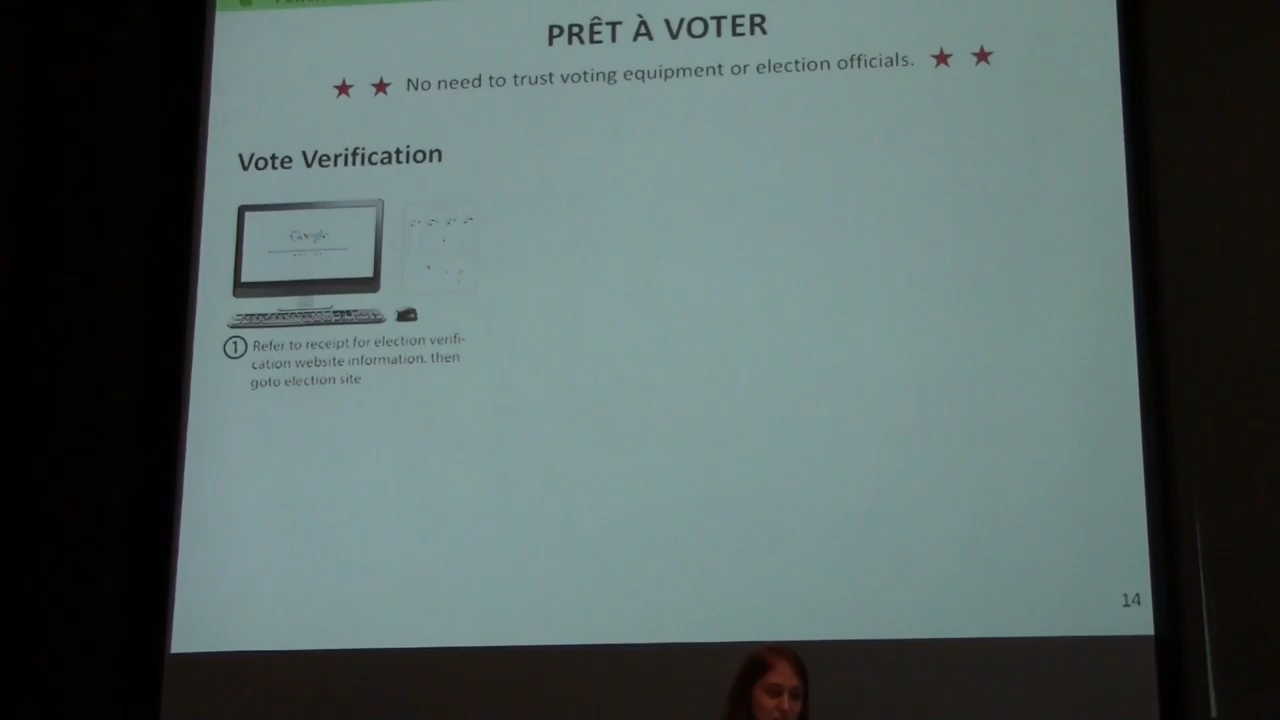 PRÊT À VOTER
No need to trust voting equipment or election officials.
Vote Verification
Google
1 Refer to receipt for election verifi-
cation website information, then
goto election site
14